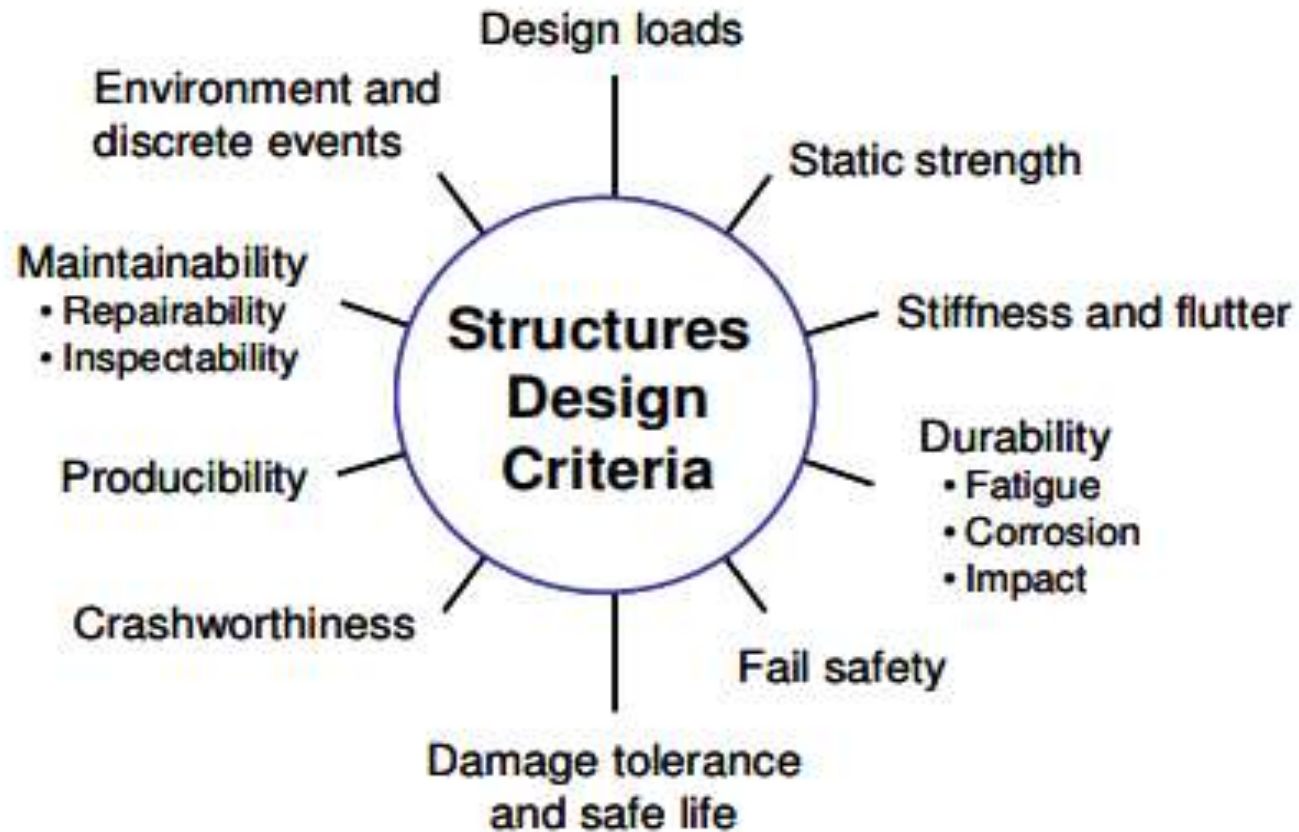 Design loads
Environment and
discrete events
Static strength
Maintainability
• Repairability
• Inspectability
Stiffness and flutter
Structures
Design
Criteria
Durability
• Fatigue
• Corrosion
• Impact
Producibility
Crashworthiness
Fail safety
Damage tolerance
and safe life